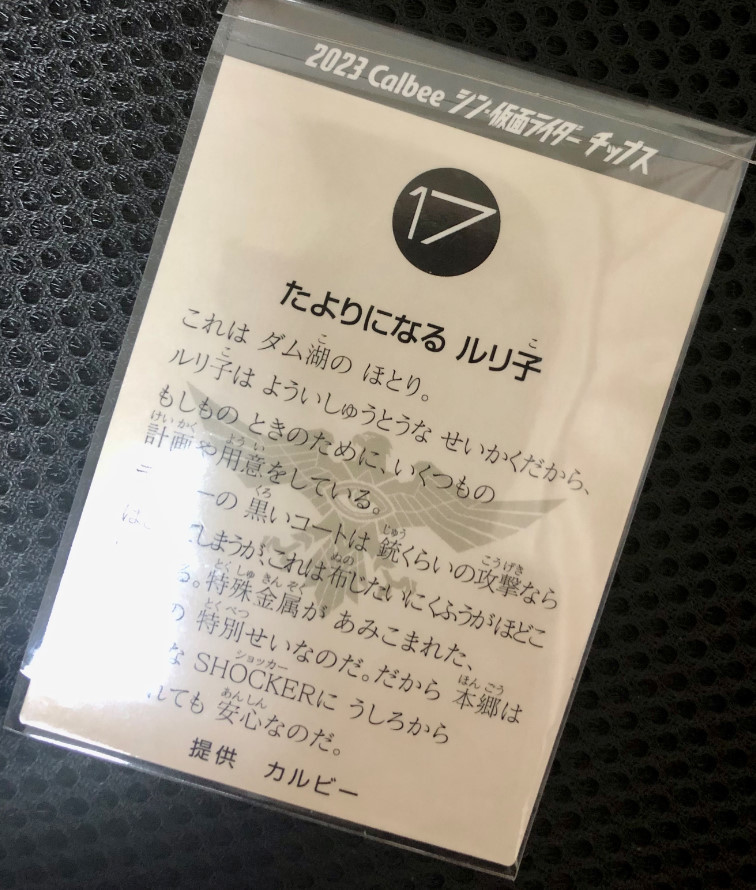 2023 Calbee シン・仮面ライダー チップス
17
たよりになる ルリ子
これは ダム湖の ほとり。
ルリ子は よういしゅうとうな せいかくだから、
もしもの ときのために、いくつもの
計画や用意をしている。
ーの 黒いコートは 銃くらいの攻撃なら
しまうが、これは布じたいにくふうがほどこ
る。特殊金属が あみこまれた、
の 特別せいなのだ。だから 本郷は
な SHOCKERに うしろから
れても 安心なのだ。
提供 カルビー